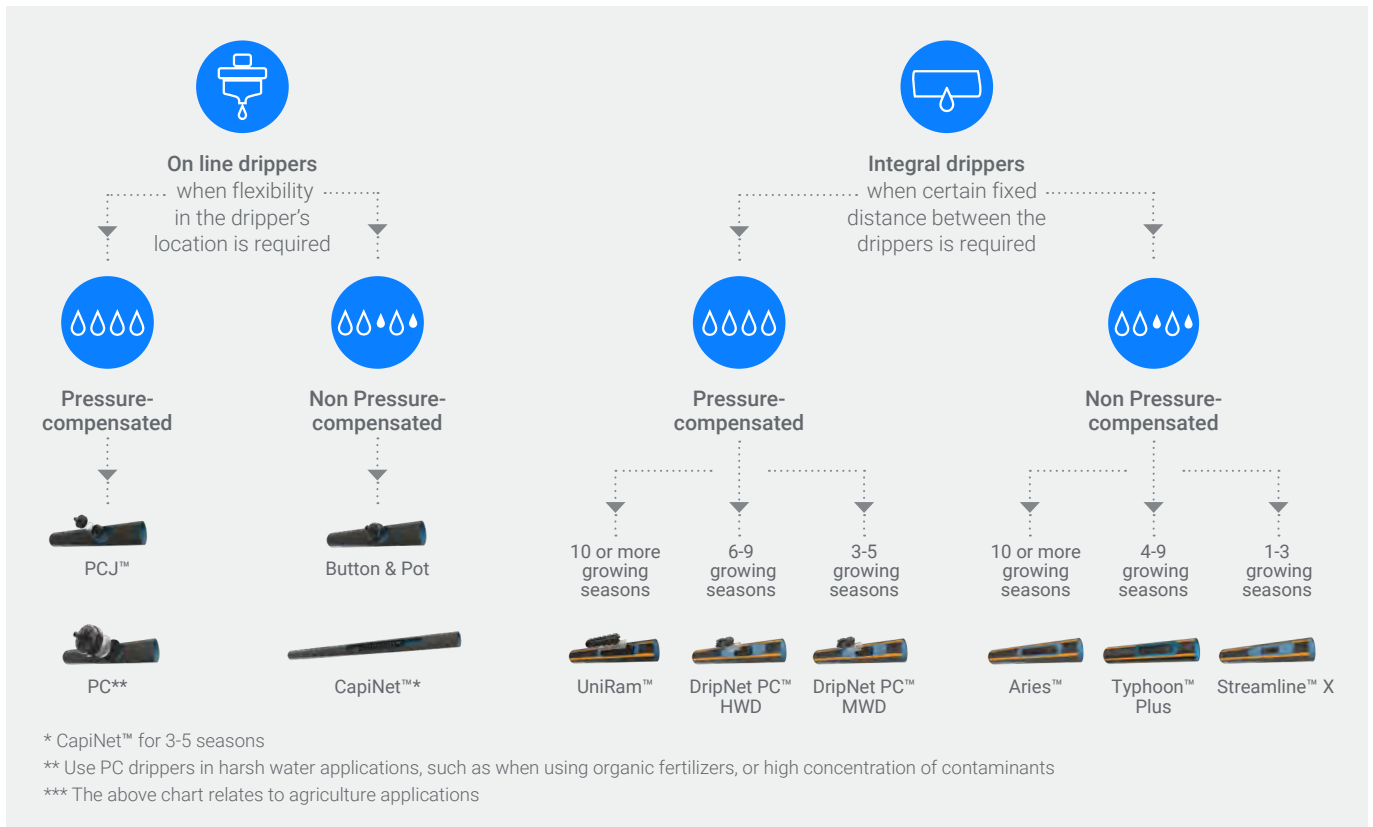 On line drippers
when flexibility
in the dripper's
location is required
Integral drippers
when certain fixed
distance between the
drippers is required
Pressure-
compensated
Non Pressure-
compensated
Pressure-
compensated
Non Pressure-
compensated
PCJ™
Button & Pot
10 or more
growing
seasons
6-9
growing
seasons
3-5
growing
seasons
10 or more
growing
seasons
4-9
growing
seasons
1-3
growing
seasons
PC**
CapiNet™*
UniRam™
DripNet PC™
HWD
DripNet PC™
MWD
Aries™
Typhoon™
Plus
Streamline™ X
* CapiNet™ for 3-5 seasons
** Use PC drippers in harsh water applications, such as when using organic fertilizers, or high concentration of contaminants
*** The above chart relates to agriculture applications